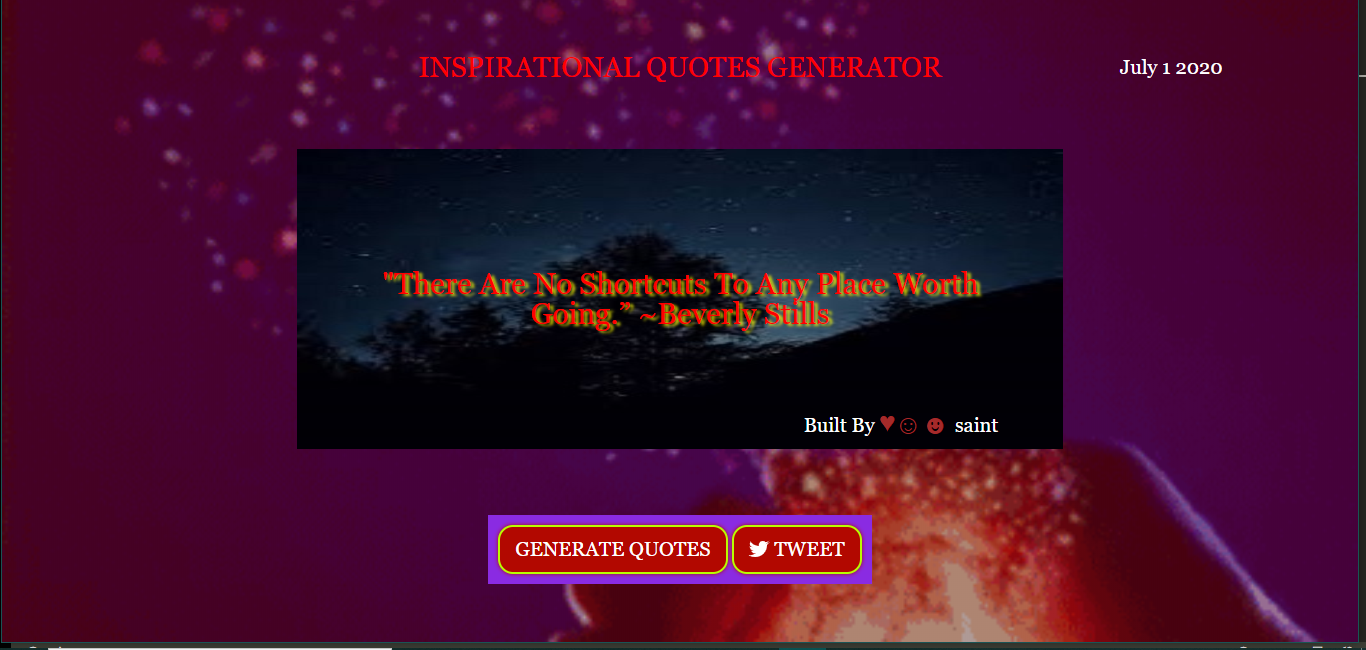 INSPIRATIONAL QUOTES GENERATOR
July 1 2020
"“There Are No Shortcuts To Any Place Worth
Going.” ~Beverly Stills
Built By ♥☺ ☻ saint
GENERATE QUOTES
TWEET